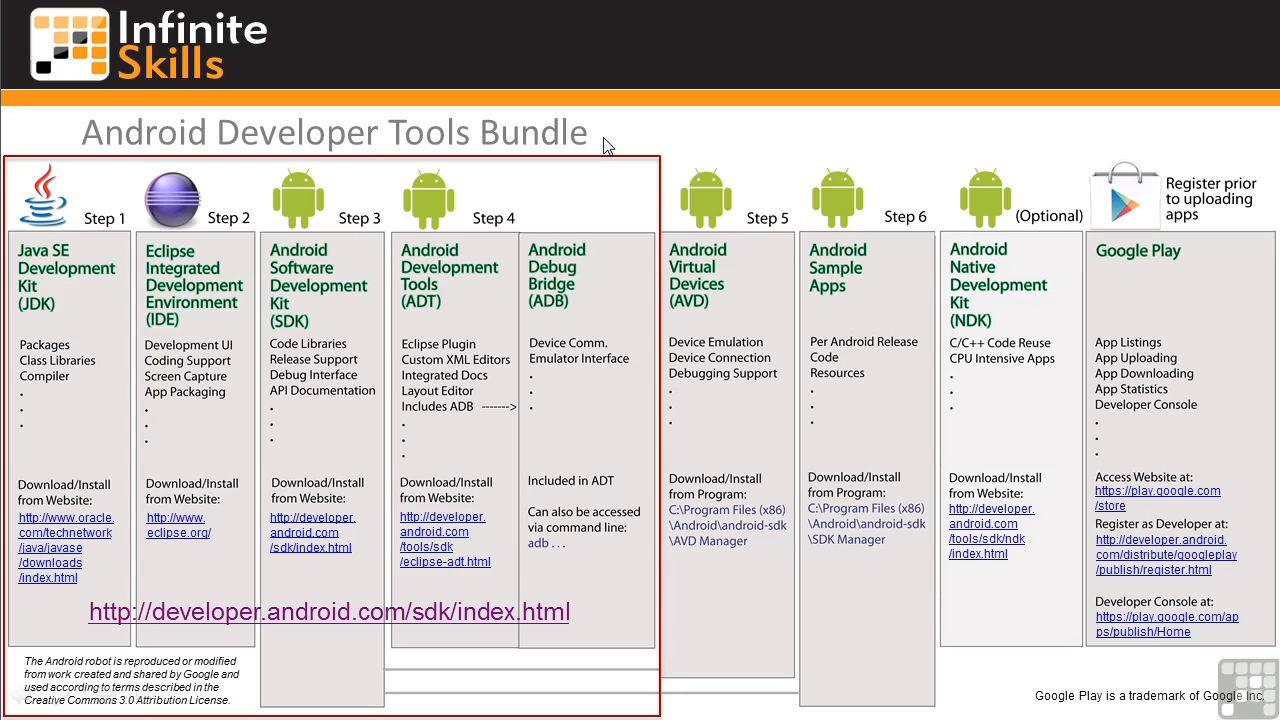 Infinite
Skills
Android Developer Tools Bundle
Step 1
Java SE
Development
Kit
(JDK)
Packages
Class Libraries
Compiler
Download/Install
from Website:
http://www.oracle.
com/technetwork
/java/javase
/downloads
/index.html
Step 2
Eclipse
Integrated
Development
Environment
(IDE)
Development UI
Coding Support
Screen Capture
App Packaging
Download/Install
from Website:
http://www.
eclipse.org/
Step 3
Android
Software
Development
Kit
(SDK)
Code Libraries
Release Support
Debug Interface
API Documentation
Download/Install
from Website:
http://developer.
android.com
/sdk/index.html
Step 4
Android
Development
Tools
(ADT)
Eclipse Plugin
Custom XML Editors
Integrated Docs
Layout Editor
Includes ADB ------->
Download/Install
from Website:
http://developer.
android.com
/tools/sdk
/eclipse-adt.html
Android
Debug
Bridge
(ADB)
Device Comm.
Emulator Interface
Included in ADT
Can also be accessed
via command line:
adb . . .
http://developer.android.com/sdk/index.html
Step 5
Android
Virtual
Devices
(AVD)
Device Emulation
Device Connection
Debugging Support
Download/Install
from Program:
C:\Program Files (x86)
\Android\android-sdk
\AVD Manager
Step 6
Android
Sample
Apps
Per Android Release
Code
Resources
Download/Install
from Program:
C:\Program Files (x86)
\Android\android-sdk
\SDK Manager
(Optional)
Android
Native
Development
Kit
(NDK)
C/C++ Code Reuse
CPU Intensive Apps
Download/Install
from Website:
http://developer.
android.com
/tools/sdk/ndk
/index.html
Register prior
to uploading
apps
Google Play
App Listings
App Uploading
App Downloading
App Statistics
Developer Console
Access Website at:
https://play.google.com
/store
Register as Developer at:
http://developer.android.
com/distribute/googleplay
/publish/register.html
Developer Console at:
https://play.google.com/ap
ps/publish/Home
The Android robot is reproduced or modified
from work created and shared by Google and
used according to terms described in the
Creative Commons 3.0 Attribution License.
Google Play is a trademark of Google Inc.